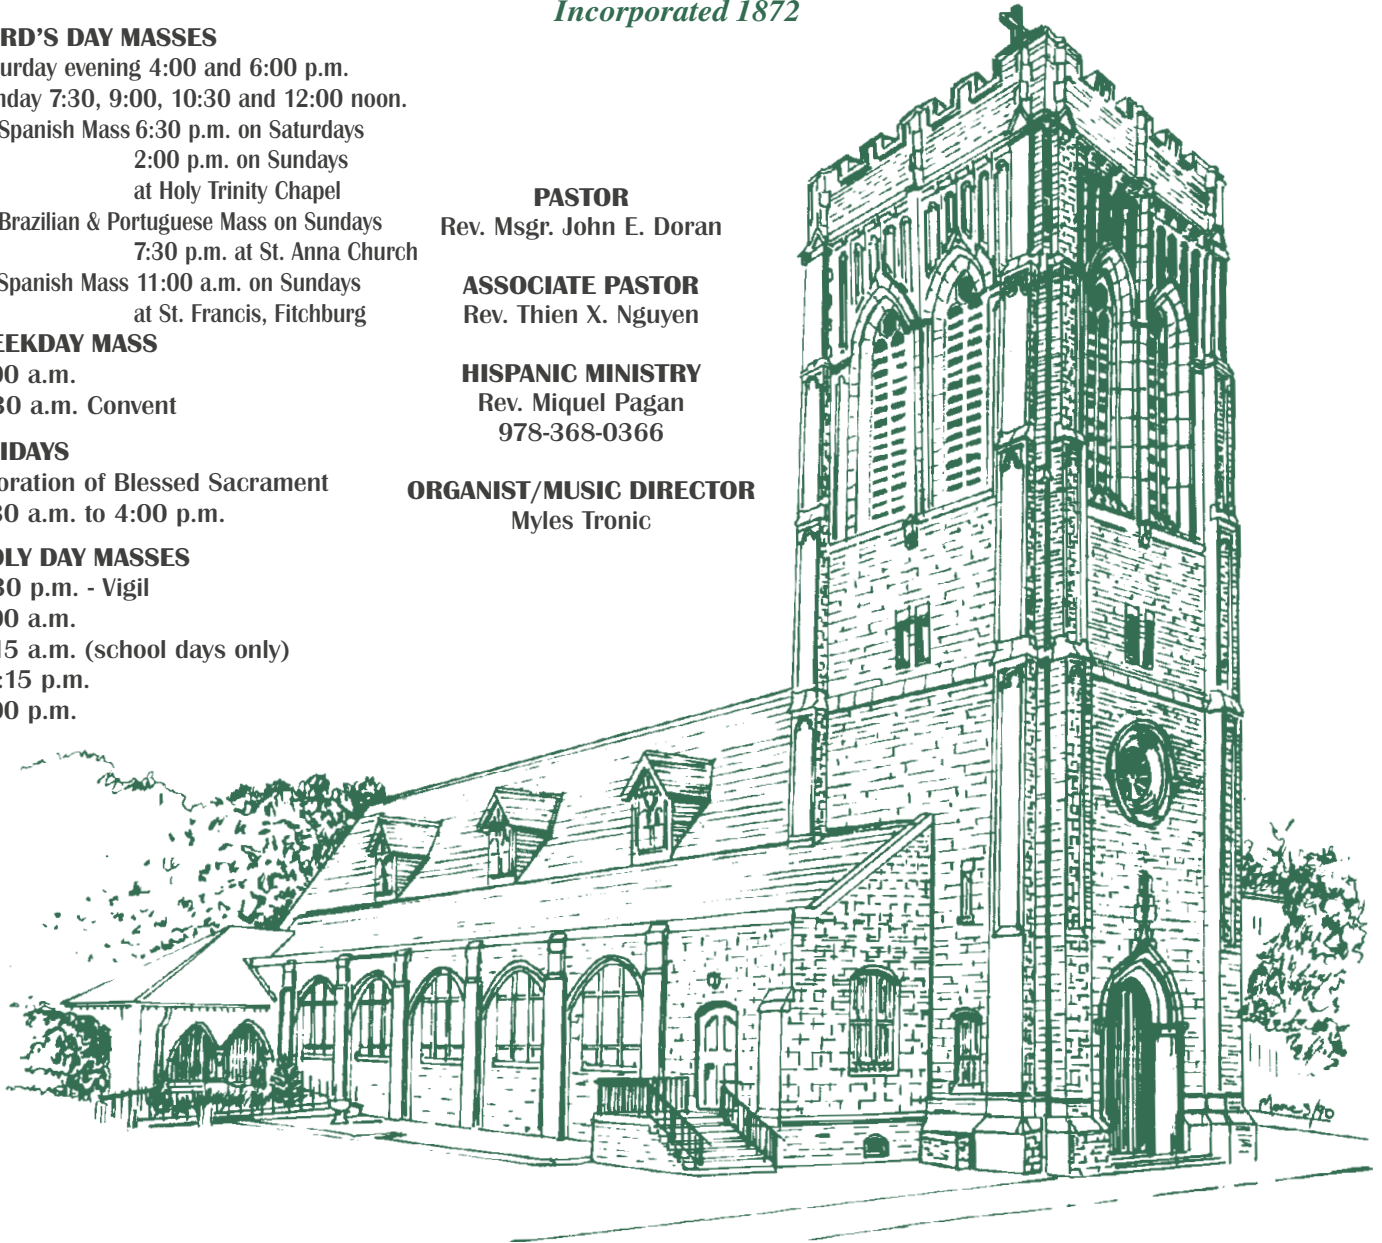 Incorporated 1872
RD'S DAY MASSES
urday evening 4:00 and 6:00 p.m.
nday 7:30, 9:00, 10:30 and 12:00 noon.
Spanish Mass 6:30 p.m. on Saturdays
2:00 p.m. on Sundays
at Holy Trinity Chapel
Brazilian & Portuguese Mass on Sundays
7:30 p.m. at St. Anna Church
Spanish Mass 11:00 a.m. on Sundays
at St. Francis, Fitchburg
EEKDAY MASS
00 a.m.
30 a.m. Convent
IDAYS
oration of Blessed Sacrament
30 a.m. to 4:00 p.m.
OLY DAY MASSES
30 p.m. - Vigil
00 a.m.
15 a.m. (school days only)
:15 p.m.
00 p.m.
PASTOR
Rev. Msgr. John E. Doran
ASSOCIATE PASTOR
Rev. Thien X. Nguyen
HISPANIC MINISTRY
Rev. Miquel Pagan
978-368-0366
ORGANIST/MUSIC DIRECTOR
Myles Tronic